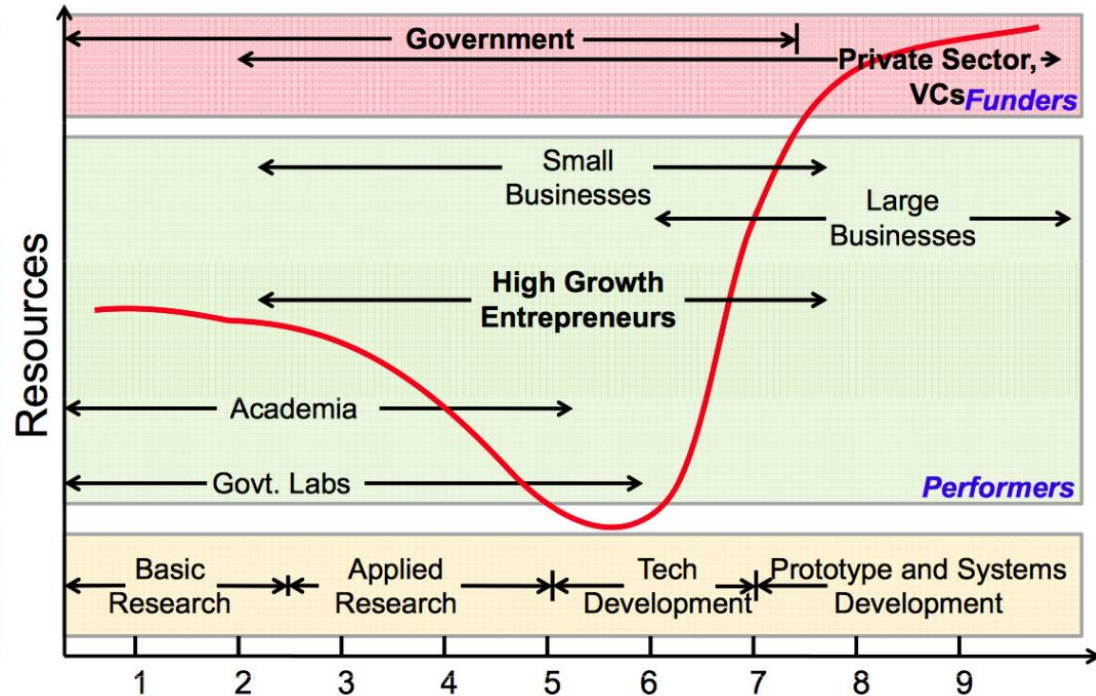 Government
Private Sector,
VCs
Funders
Small
Businesses
Large
Businesses
High Growth
Entrepreneurs
Academia
Govt. Labs
Performers
Resources
Basic
Research
Applied
Research
Tech
Development
Prototype and Systems
Development
1 2 3 4 5 6 7 8 9